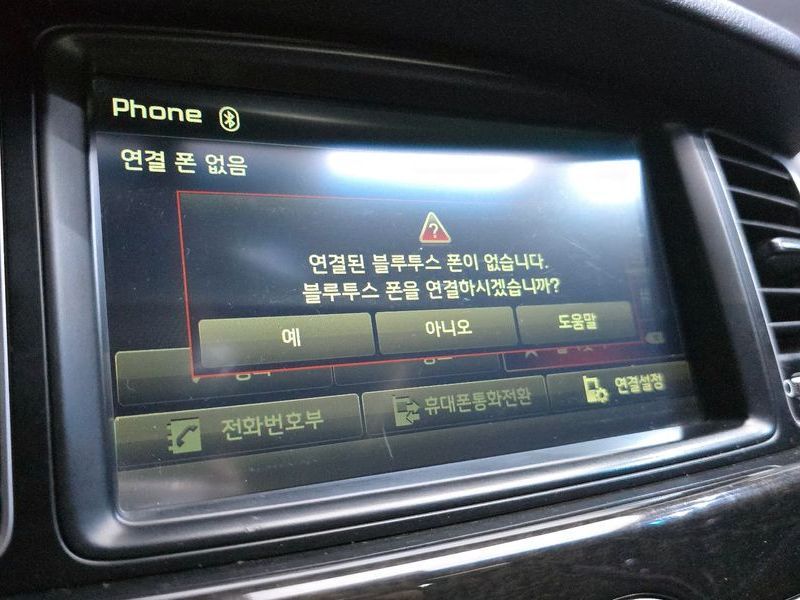 Phone
연결 폰 없음
연결된 블루투스 폰이 없습니다.
블루투스 폰을 연결하시겠습니까?
예
아니오
도움말
전화번호부
휴대폰통화전환
연결설정